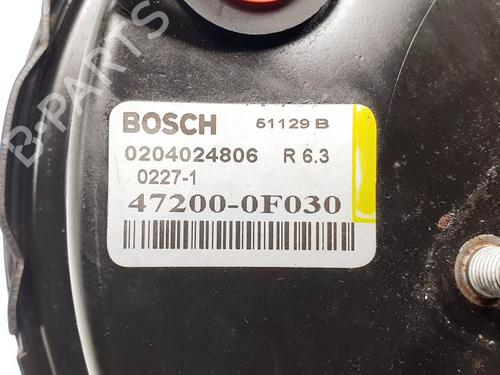 B-PARTS
BOSCH 51129 B
0204024806 R 6.3
0227-1
47200-0F030